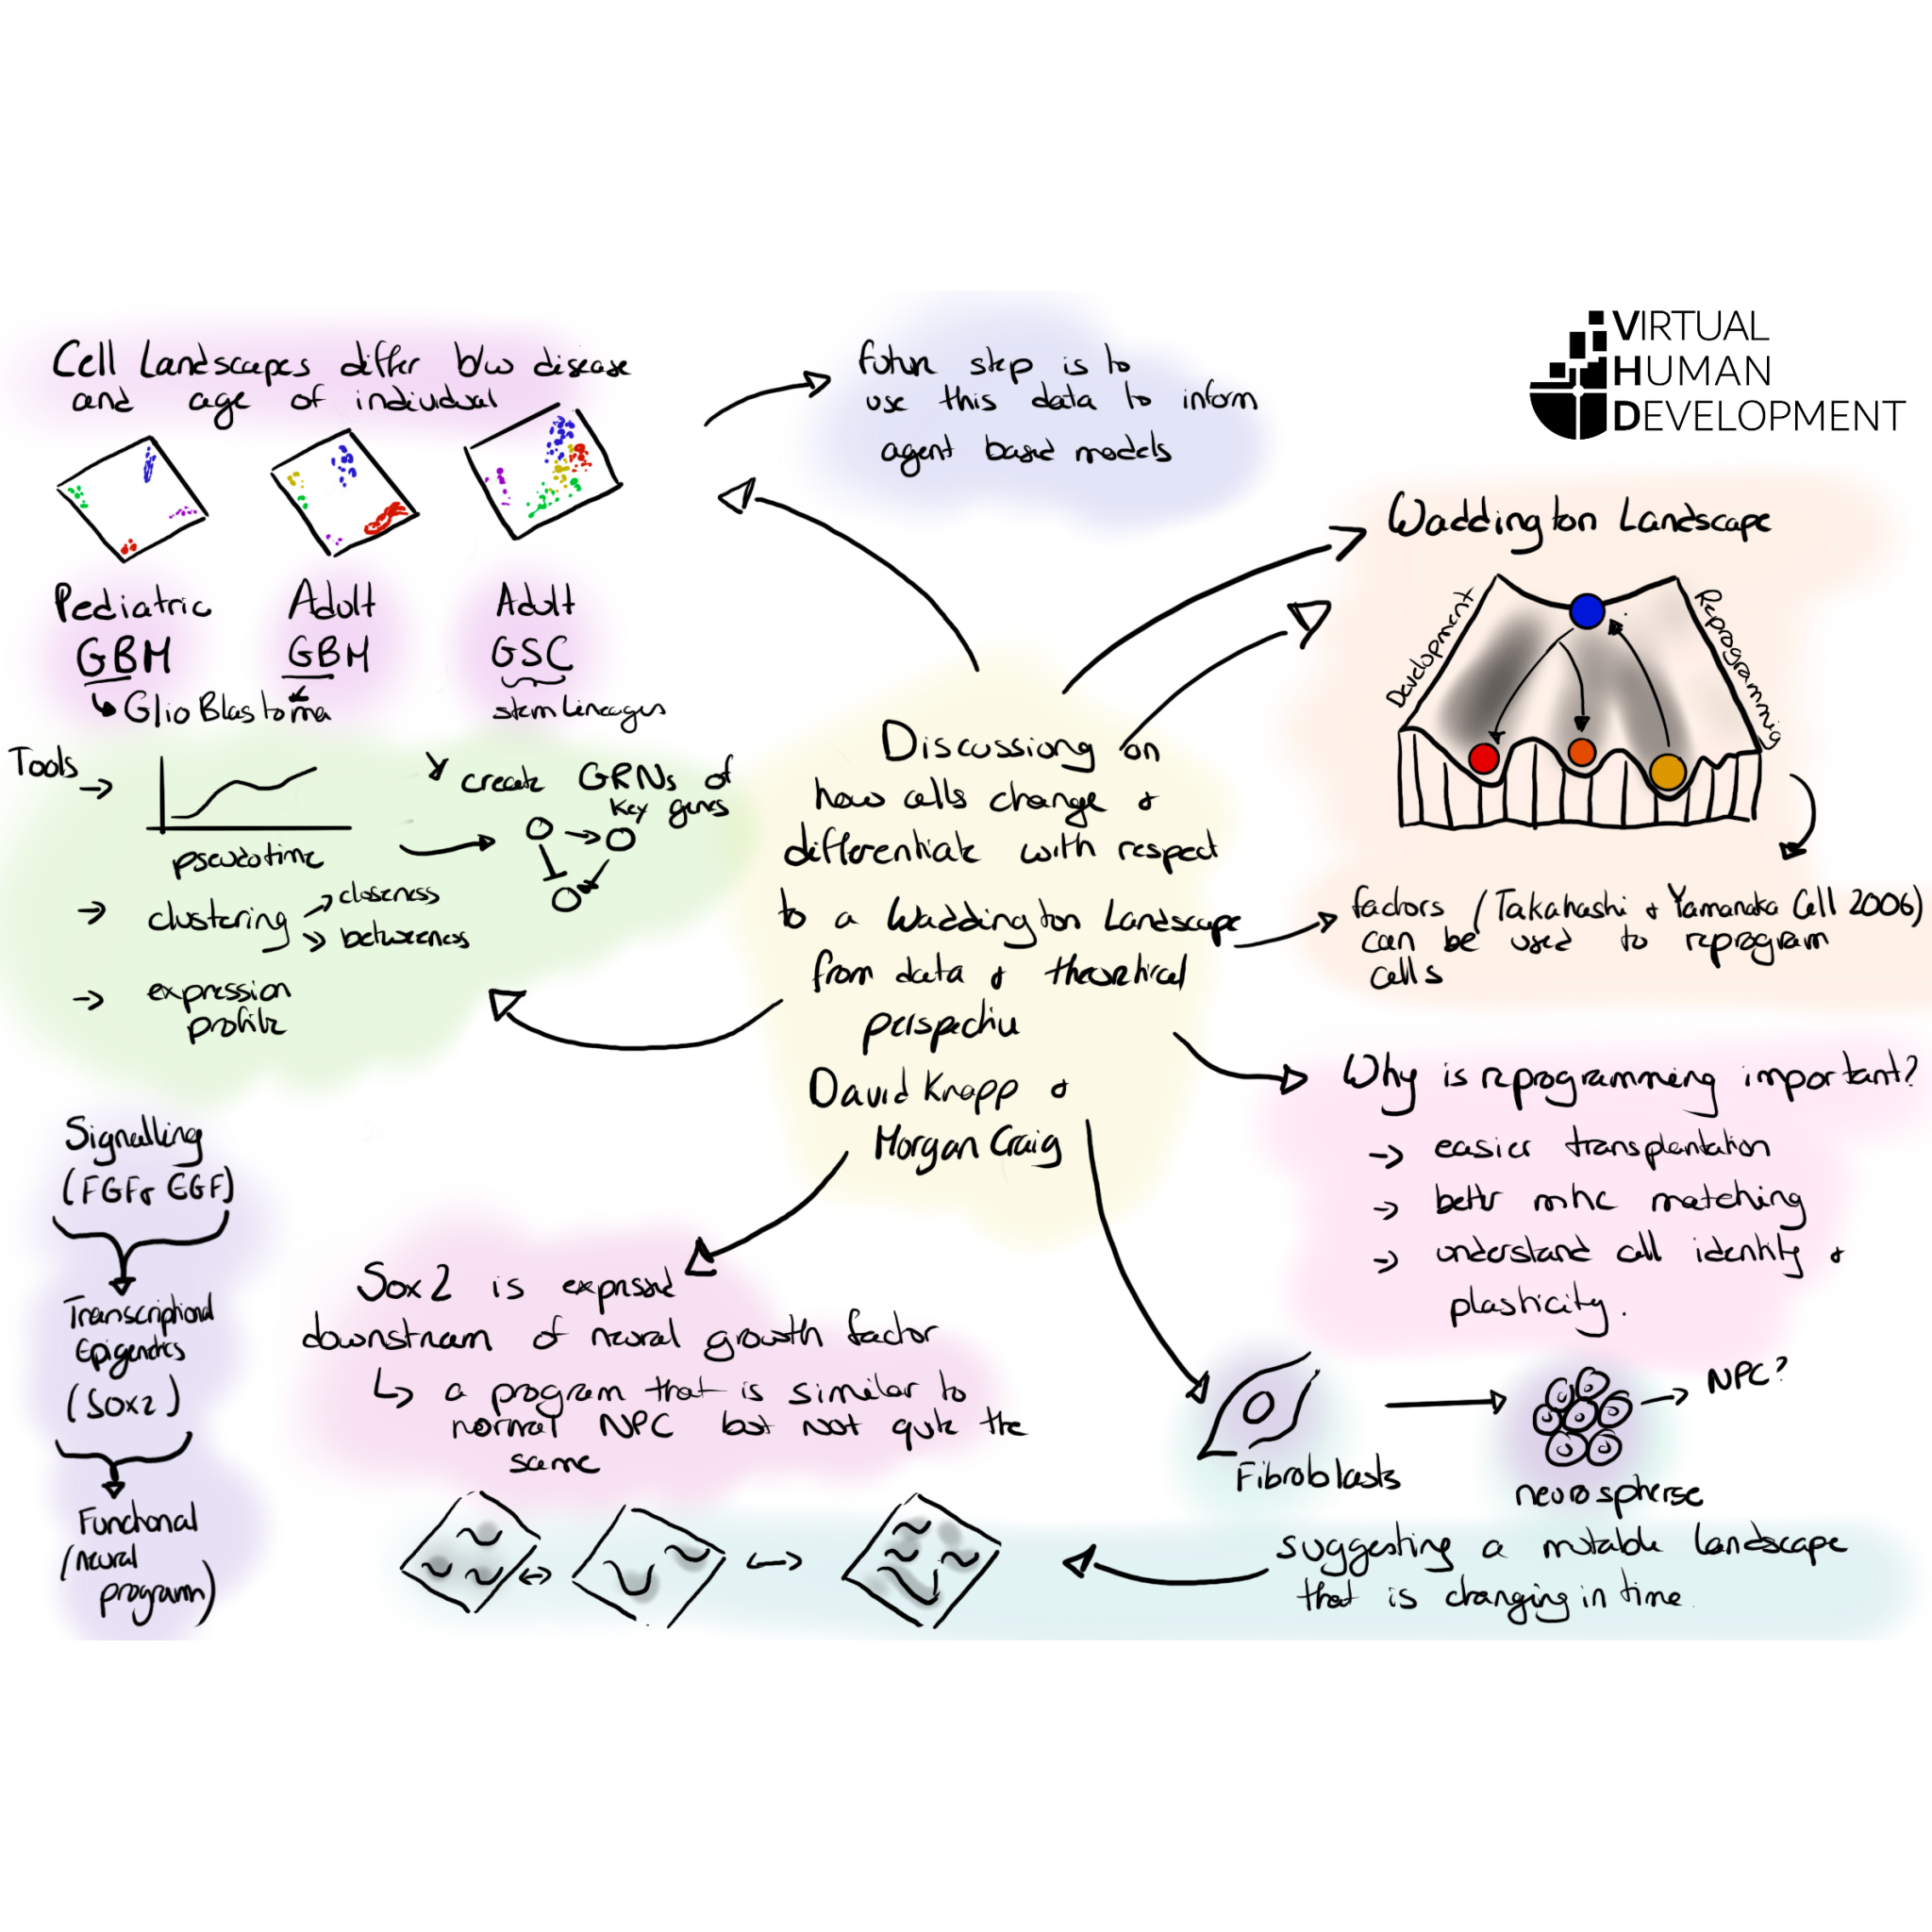 Cell Landscapes differ b/w disease
and age of individual
Pediatric
GBM
Adult
GBM
Adult
GSC
GlioBlastoma
stem Lineages
future step is to
use this data to inform
agent based models
VIRTUAL
HUMAN
DEVELOPMENT
Waddington Landscape
Development
Reprogramming
factors (Takahashi & Yamanaka Cell 2006)
can be used to reprogram
cells
Tools
pseudotime
create GRNs of
key genes
clustering
closeness
betweeness
expression
profile
Discussiong on
how cells change &
differentiate with respect
to a Waddington Landscape
from data & theoretical
perspective
David Knapp &
Morgan Craig
Why is reprogramming important?
easier transplantation
better mhc matching
understand cell identity &
plasticity.
Signalling
(FGF & EGF)
Transcriptional
Epigenetics
(Sox2)
Functional
(neural
program)
Sox2 is expressed
downstream of neural growth factor
a program that is similar to
normal NPC but not quite the
same
Fibroblasts
neurospherse
NPC?
suggesting a mutable landscape
that is changing in time.